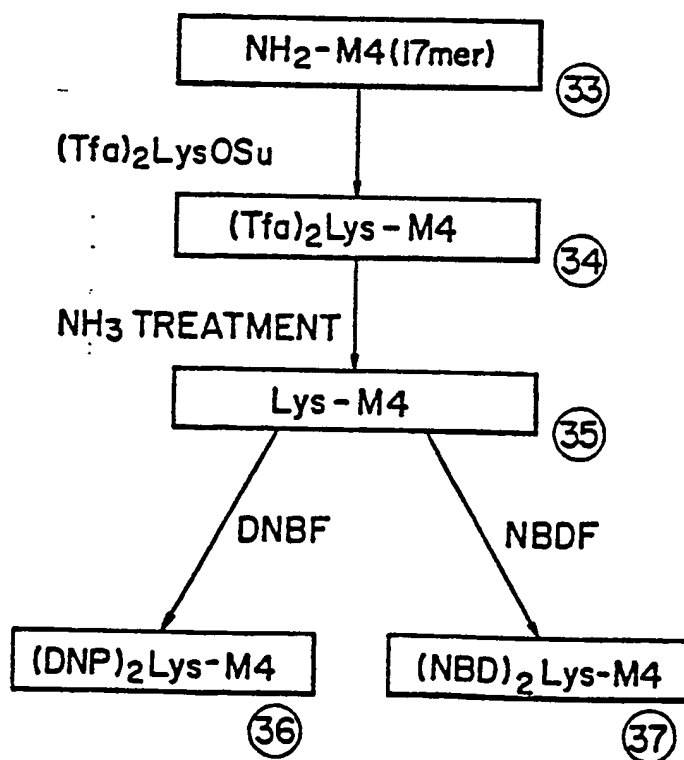 NH₂-M4(17mer)
33
(Tfa)₂LysOSu
(Tfa)₂Lys-M4
34
NH₃ TREATMENT
Lys-M4
35
DNBF
NBDF
(DNP)₂Lys-M4
(NBD)₂Lys-M4
36
37